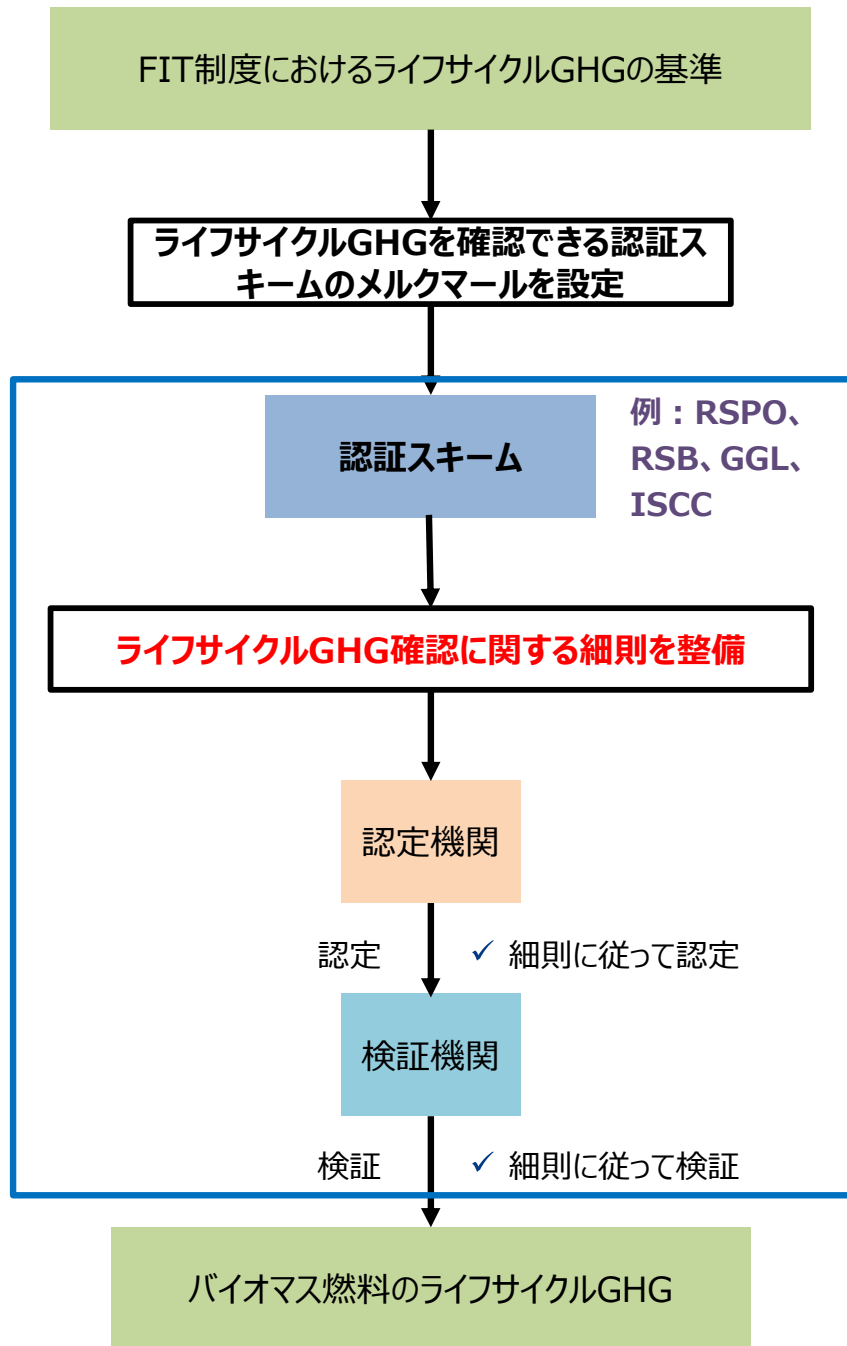 FIT制度におけるライフサイクルGHGの基準
ライフサイクルGHGを確認できる認証ス
キームのメルクマールを設定
認証スキーム
例：RSPO、
RSB、GGL、
ISCC
ライフサイクルGHG確認に関する細則を整備
認定機関
認定
✓ 細則に従って認定
検証機関
検証
✓ 細則に従って検証
バイオマス燃料のライフサイクルGHG